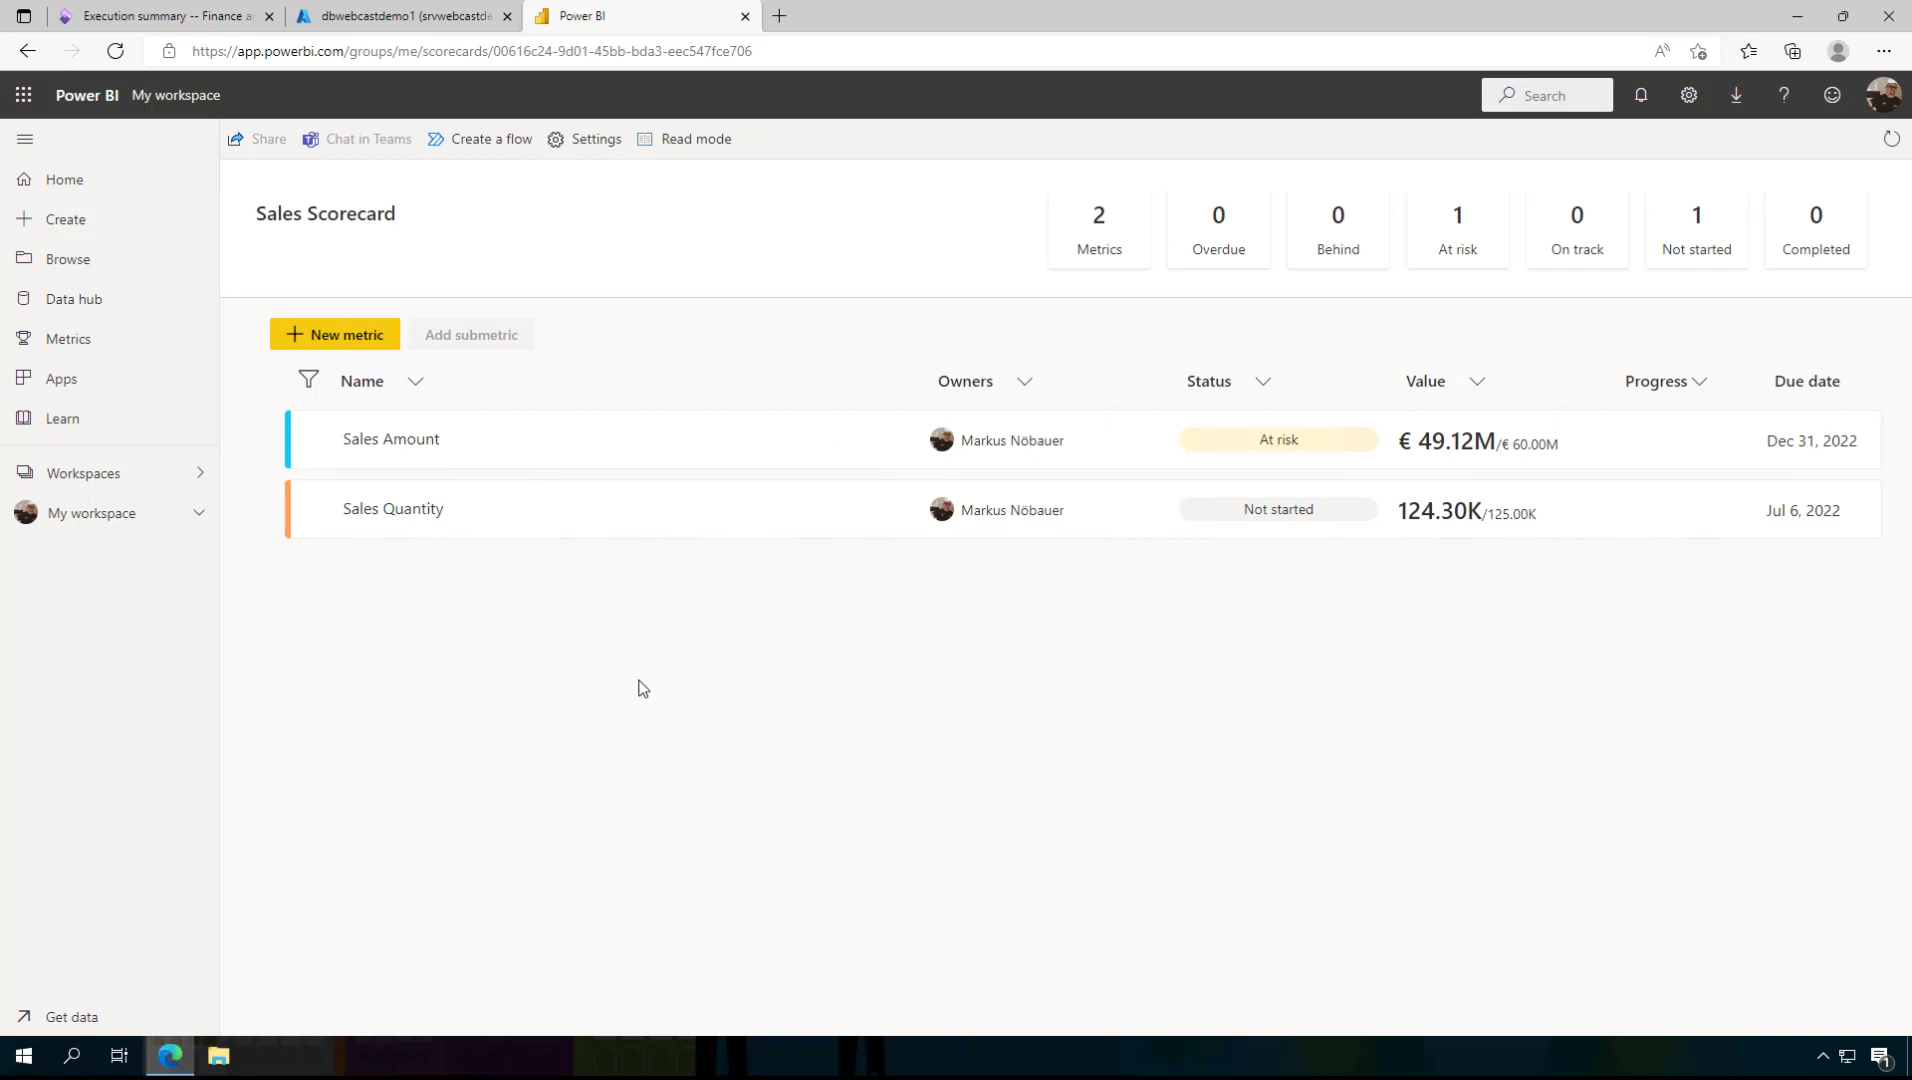 Execution summary -- Finance ar
dbwebcastdemo1 (srvwebcastde
Power BI
https://app.powerbi.com/groups/me/scorecards/00616c24-9d01-45bb-bda3-eec547fce706
Power BI My workspace
Search
Share Chat in Teams Create a flow Settings Read mode
Home
Create
Browse
Data hub
Metrics
Apps
Learn
Workspaces
My workspace
Get data
Sales Scorecard
2 0 0 1 0 1 0
Metrics Overdue Behind At risk On track Not started Completed
New metric Add submetric
Name Owners Status Value Progress Due date
Sales Amount Markus Nöbauer At risk € 49.12M/€ 60.00M Dec 31, 2022
Sales Quantity Markus Nöbauer Not started 124.30K/125.00K Jul 6, 2022
1